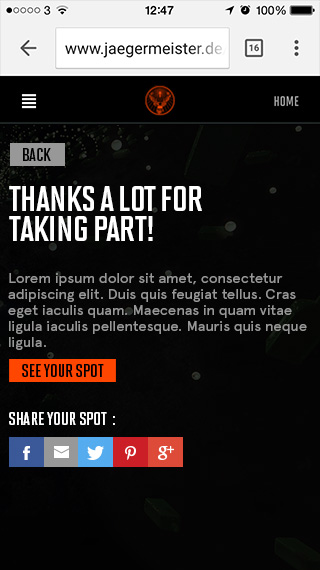 3 12:47 100%
www.jaegermeister.de
16
HOME
BACK
THANKS A LOT FOR
TAKING PART!
Lorem ipsum dolor sit amet, consectetur
adipiscing elit. Duis quis feugiat tellus. Cras
eget iaculis quam. Maecenas in quam vitae
ligula iaculis pellentesque. Mauris quis neque
ligula.
SEE YOUR SPOT
SHARE YOUR SPOT :
f p g+